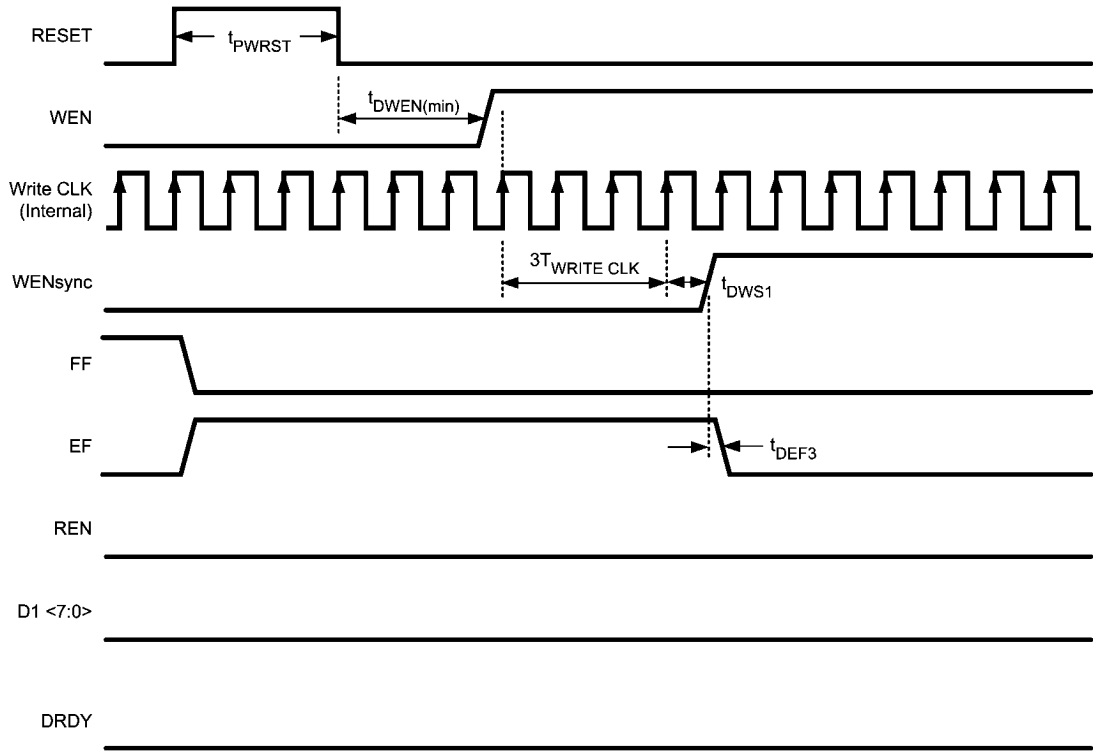 RESET
tPWRST
WEN
tDWEN(min)
Write CLK
(Internal)
WENsync
3TWRITE CLK
tDWS1
FF
EF
tDEF3
REN
D1 <7:0>
DRDY